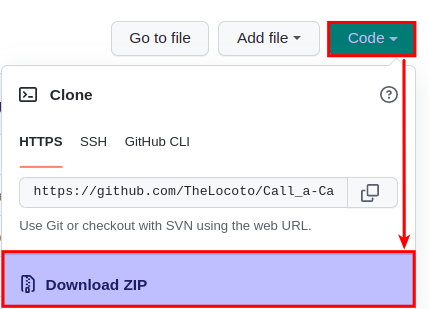 Go to file Add file Code
Clone
HTTPS SSH GitHub CLI
https://github.com/TheLocoto/Call_a-Ca
Use Git or checkout with SVN using the web URL.
Download ZIP